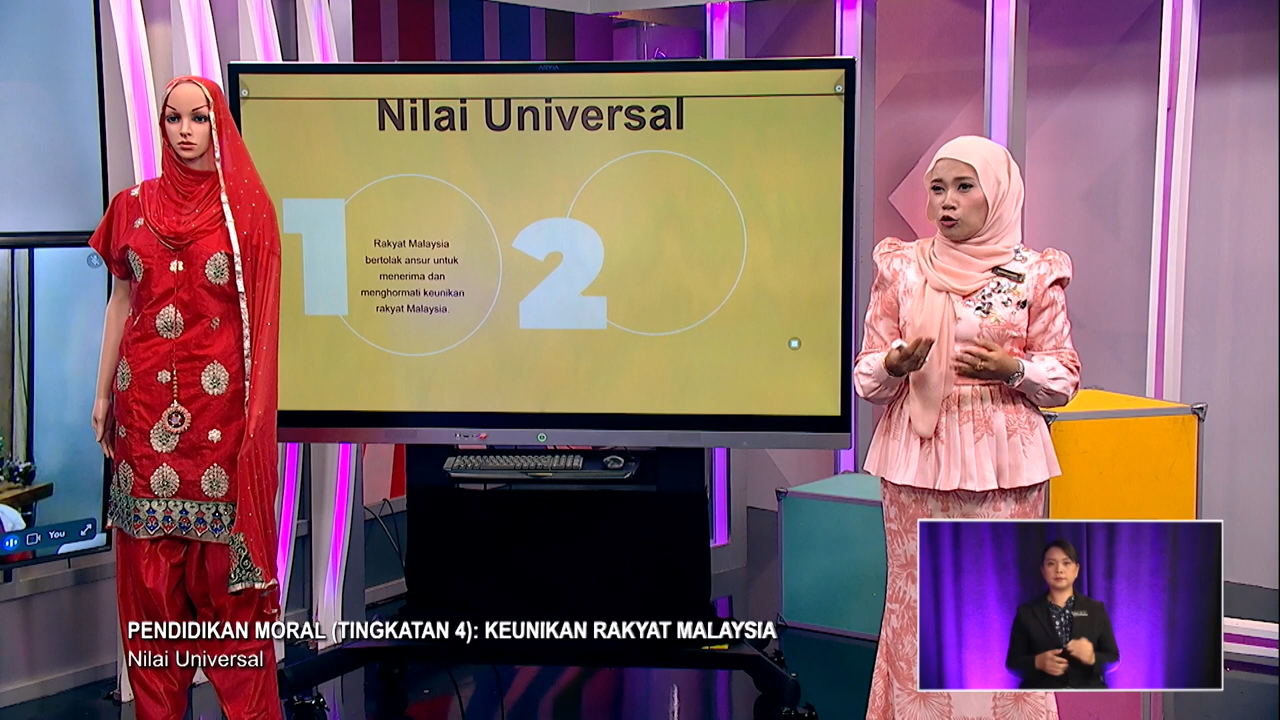 Nilai Universal
1
Rakyat Malaysia
bertolak ansur untuk
menerima dan
menghormati keunikan
rakyat Malaysia.
2
You
PENDIDIKAN MORAL (TINGKATAN 4): KEUNIKAN RAKYAT MALAYSIA
Nilai Universal